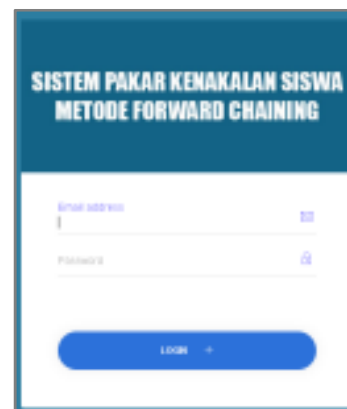 SISTEM PAKAR KENAKALAN SISWA
METODE FORWARD CHAINING
Email address
Password
LOGIN